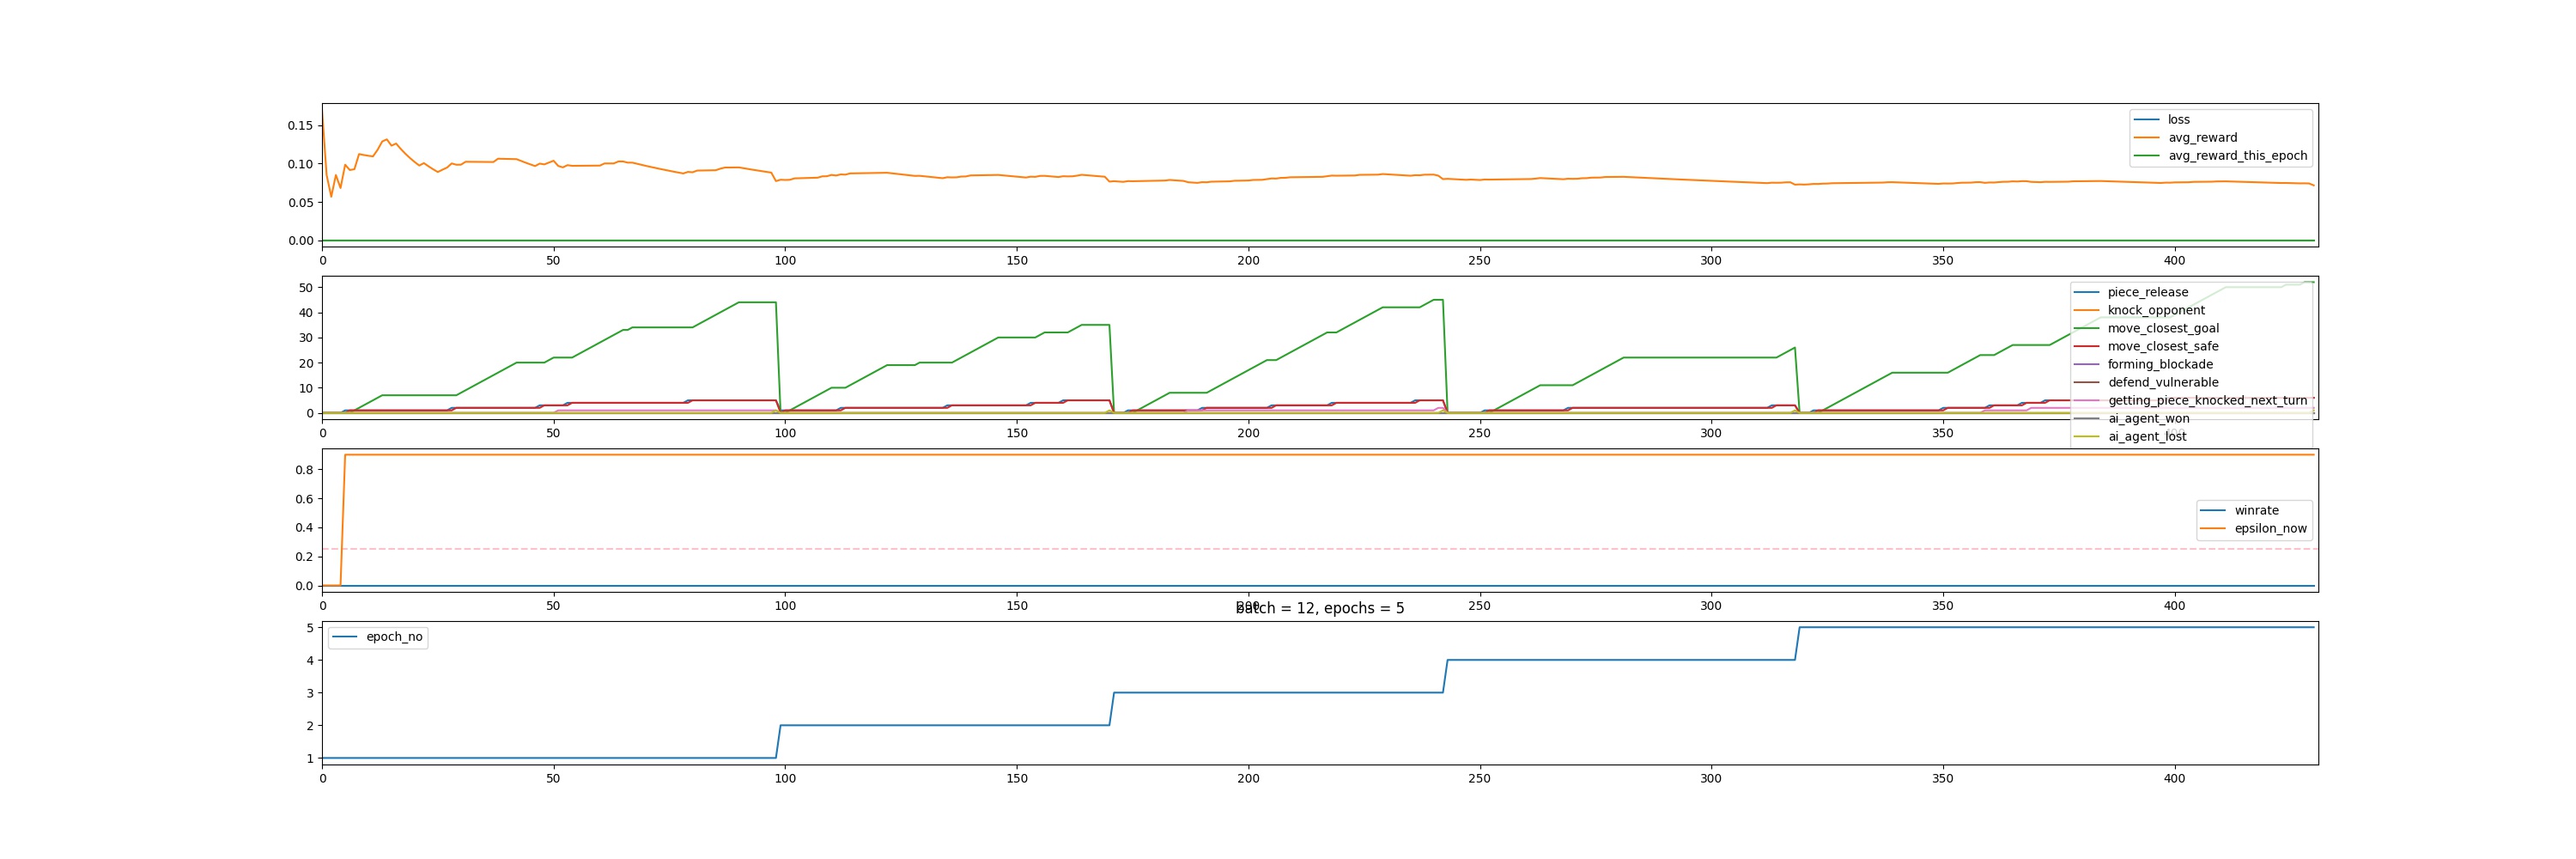 0.15
0.10
0.05
0.00
loss
avg_reward
avg_reward_this_epoch
0 50 100 150 200 250 300 350 400
50
40
30
20
10
0
piece_release
knock_opponent
move_closest_goal
move_closest_safe
forming_blockade
defend_vulnerable
getting_piece_knocked_next_turn
ai_agent_won
ai_agent_lost
0 50 100 150 200 250 300 350 400
0.8
0.6
0.4
0.2
0.0
winrate
epsilon_now
0 50 100 150 200 250 300 350 400
batch = 12, epochs = 5
5
4
3
2
1
epoch_no
0 50 100 150 200 250 300 350 400